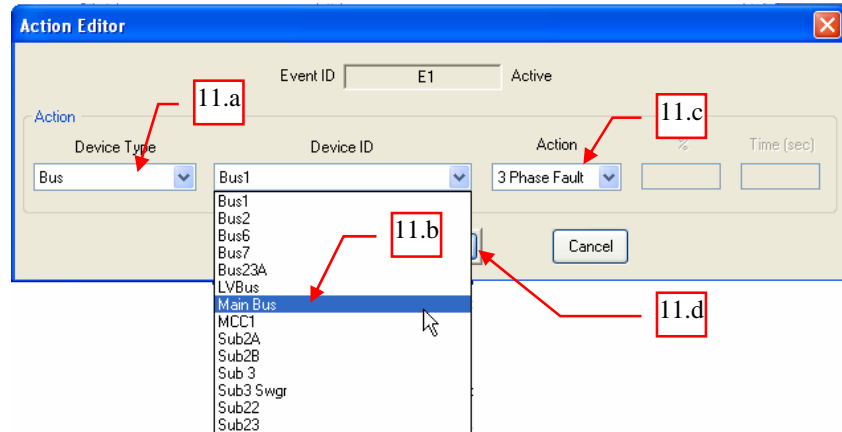 Action Editor
Event ID E1 Active
11.a
11.c
Action
Device Type Device ID Action % Time (sec)
Bus Bus1 3 Phase Fault
Bus1
Bus2
Bus6
11.b
Bus7
Cancel
Bus23A
LVBus
Main Bus
11.d
MCC1
Sub2A
Sub2B
Sub 3
Sub3 Swgr
Sub22
Sub23